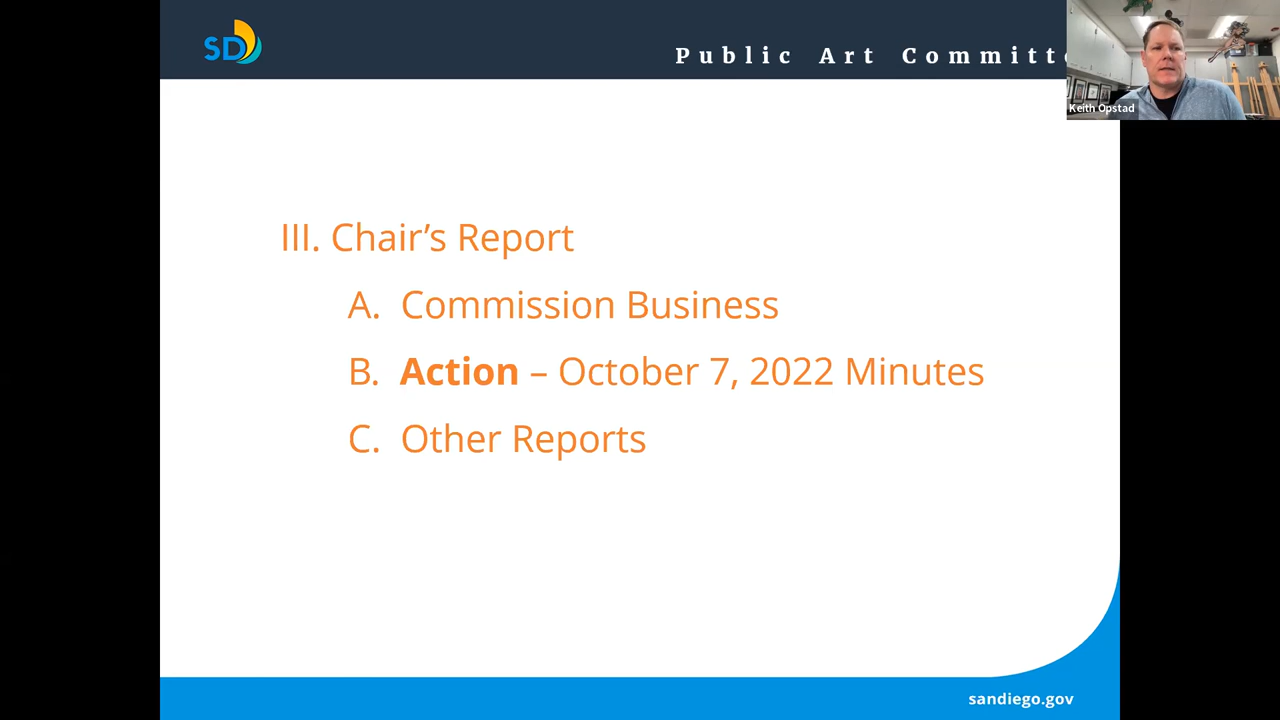 SD
Public Art Committe
Keith Opstad
III. Chair's Report
A. Commission Business
B. Action – October 7, 2022 Minutes
C. Other Reports
sandiego.gov